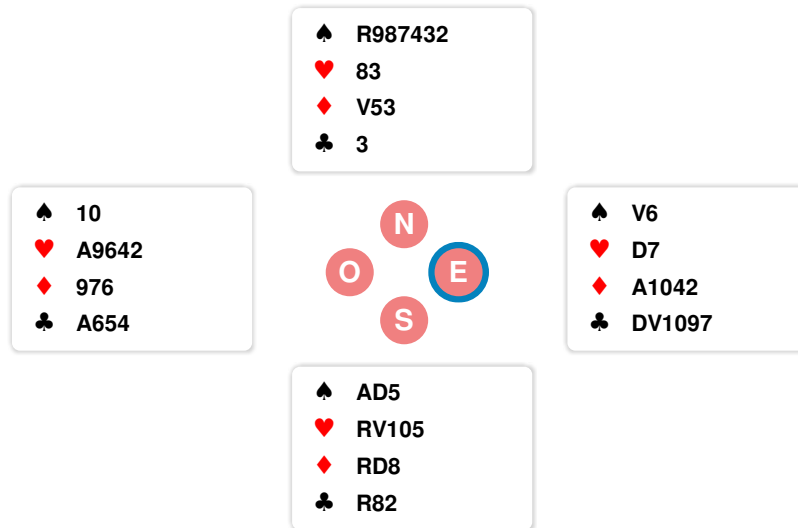 ♠ R987432
♥ 83
♦ V53
♣ 3
♠ 10
♥ A9642
♦ 976
♣ A654
N
O
E
S
♠ V6
♥ D7
♦ A1042
♣ DV1097
♠ AD5
♥ RV105
♦ RD8
♣ R82